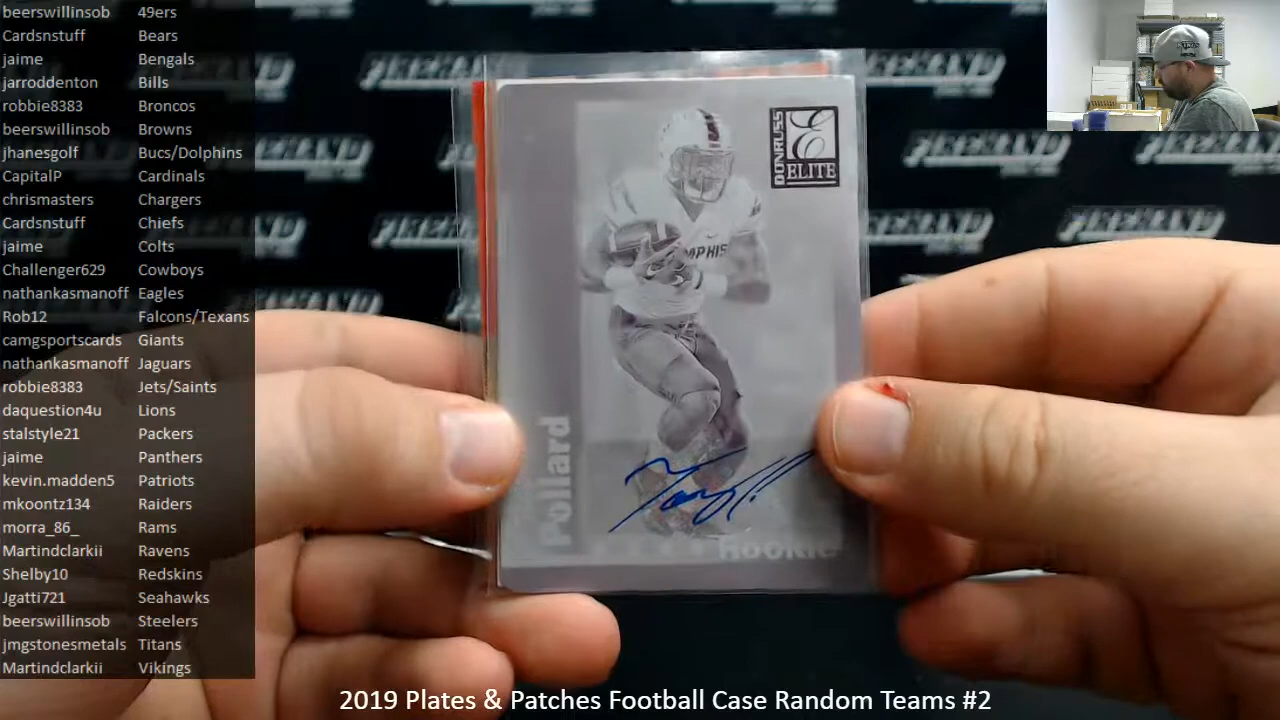 beerswillinsob 49ers
Cardsnstuff Bears
jaime Bengals
jarroddenton Bills
robbie8383 Broncos
beerswillinsob Browns
jhanesgolf Bucs/Dolphins
CapitalP Cardinals
chrismasters Chargers
Cardsnstuff Chiefs
jaime Colts
Challenger629 Cowboys
nathankasmanoff Eagles
Rob12 Falcons/Texans
camgsportscards Giants
nathankasmanoff Jaguars
robbie8383 Jets/Saints
daquestion4u Lions
stalstyle21 Packers
jaime Panthers
kevin.madden5 Patriots
mkoontz134 Raiders
morra_86_ Rams
Martindclarkii Ravens
Shelby10 Redskins
Jgatti721 Seahawks
beerswillinsob Steelers
jmgstonesmetals Titans
Martindclarkii Vikings
DONRUSS
E
ELITE
MPHIS
Pollard
Rookie
FIREHAND
2019 Plates & Patches Football Case Random Teams #2